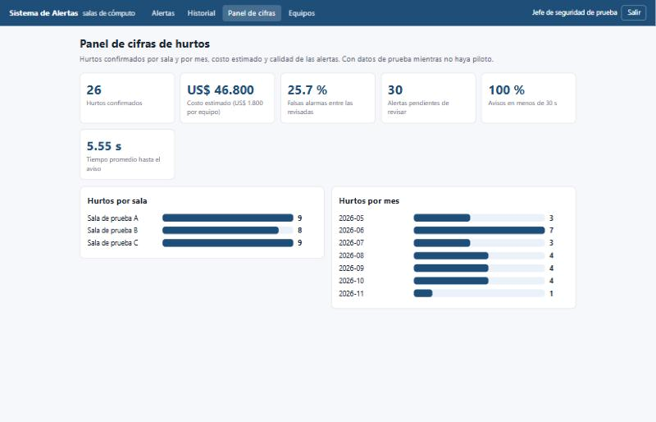 Sistema de Alertas salas de cómputo Alertas Historial Panel de cifras Equipos Jefe de seguridad de prueba Salir
Panel de cifras de hurtos
Hurtos confirmados por sala y por mes, costo estimado y calidad de las alertas. Con datos de prueba mientras no haya piloto.
26
Hurtos confirmados
US$ 46.800
Costo estimado (US$ 1.800
por equipo)
25.7 %
Falsas alarmas entre las
revisadas
30
Alertas pendientes de
revisar
100 %
Avisos en menos de 30 s
5.55 s
Tiempo promedio hasta el
aviso
Hurtos por sala
Sala de prueba A 9
Sala de prueba B 8
Sala de prueba C 9
Hurtos por mes
2026-05 3
2026-06 7
2026-07 3
2026-08 4
2026-09 4
2026-10 4
2026-11 1